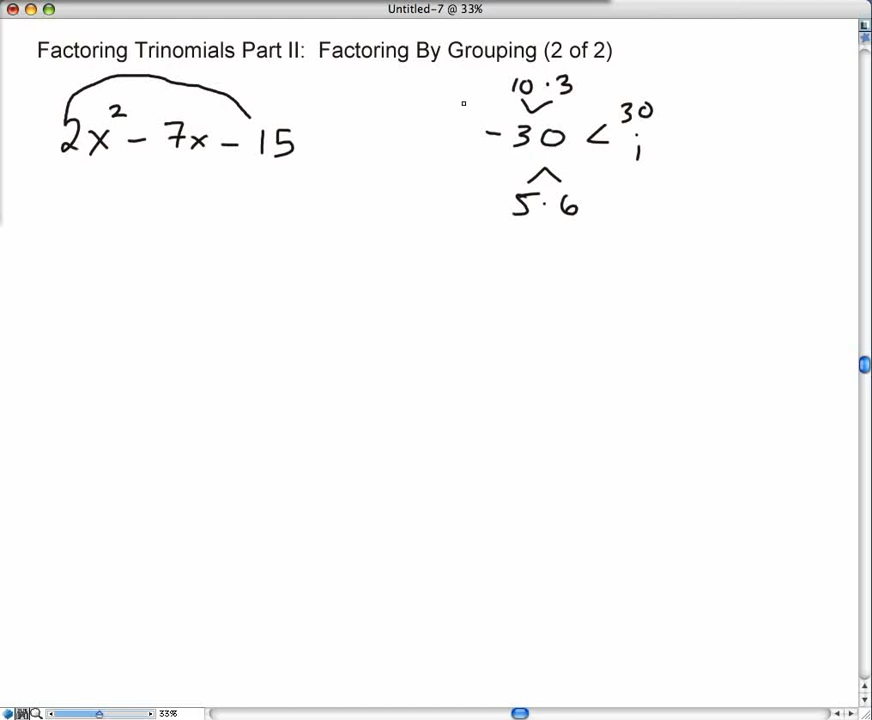 Untitled-7 @ 33%
Factoring Trinomials Part II: Factoring By Grouping (2 of 2)
10 · 3
2x² - 7x - 15
-30 < 30 · 1
5 · 6
33%